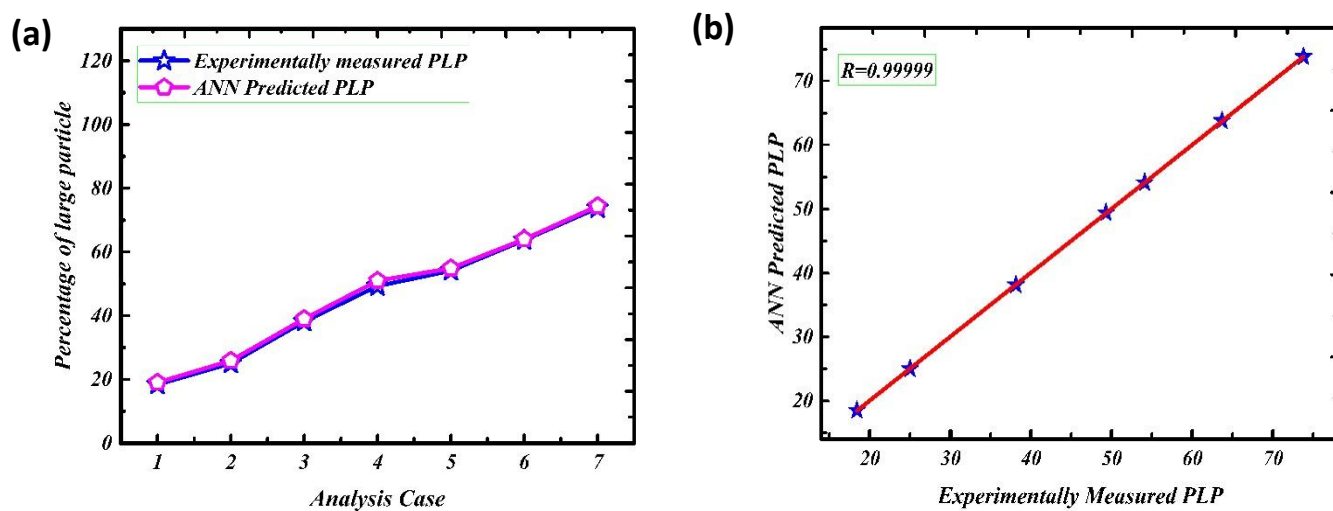 (a)
Experimentally measured PLP
ANN Predicted PLP
Percentage of large particle
120
100
80
60
40
20
0
1 2 3 4 5 6 7
Analysis Case
(b)
R=0.99999
ANN Predicted PLP
70
60
50
40
30
20
20 30 40 50 60 70
Experimentally Measured PLP